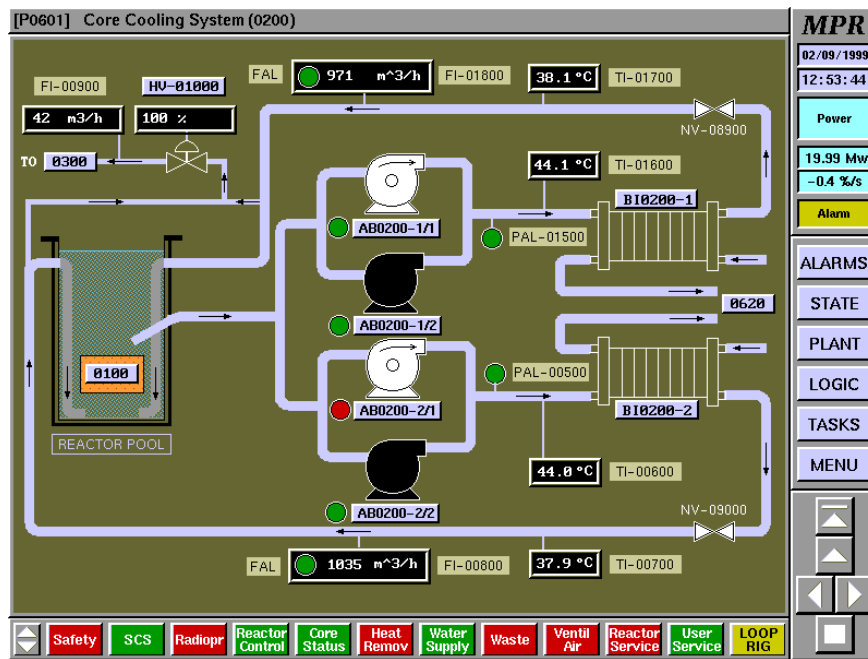 [P0601] Core Cooling System (0200)
MPR
02/09/1999
12:53:44
Power
19.99 Mw
-0.4 %/s
Alarm
ALARMS
STATE
PLANT
LOGIC
TASKS
MENU
FI-00900
HV-01000
FAL
971 m^3/h
FI-01800
38.1 °C
TI-01700
42 m3/h
100 %
NV-08900
TO 0300
44.1 °C
TI-01600
BI0200-1
AB0200-1/1
PAL-01500
0620
AB0200-1/2
0100
PAL-00500
AB0200-2/1
BI0200-2
REACTOR POOL
44.0 °C
TI-00600
AB0200-2/2
NV-09000
FAL
1035 m^3/h
FI-00800
37.9 °C
TI-00700
Safety
SCS
Radiopr
Reactor
Control
Core
Status
Heat
Remov
Water
Supply
Waste
Ventil
Air
Reactor
Service
User
Service
LOOP
RIG